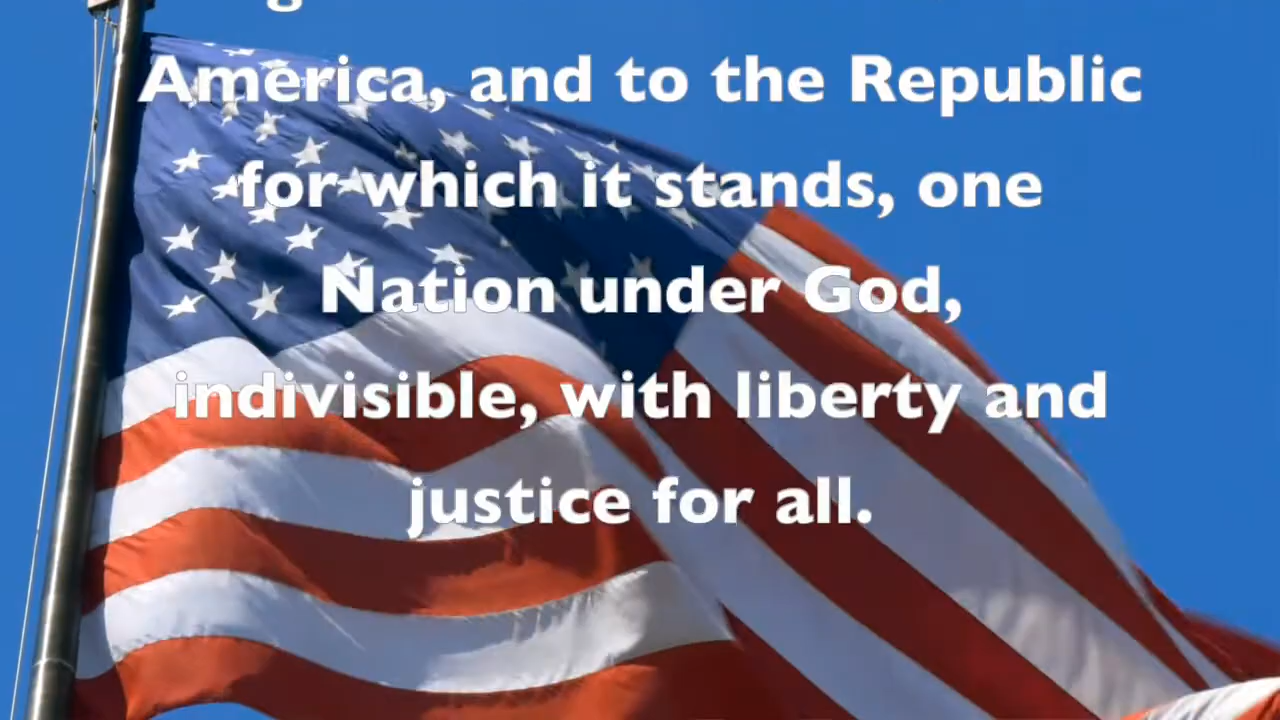 America, and to the Republic
for which it stands, one
Nation under God,
indivisible, with liberty and
justice for all.